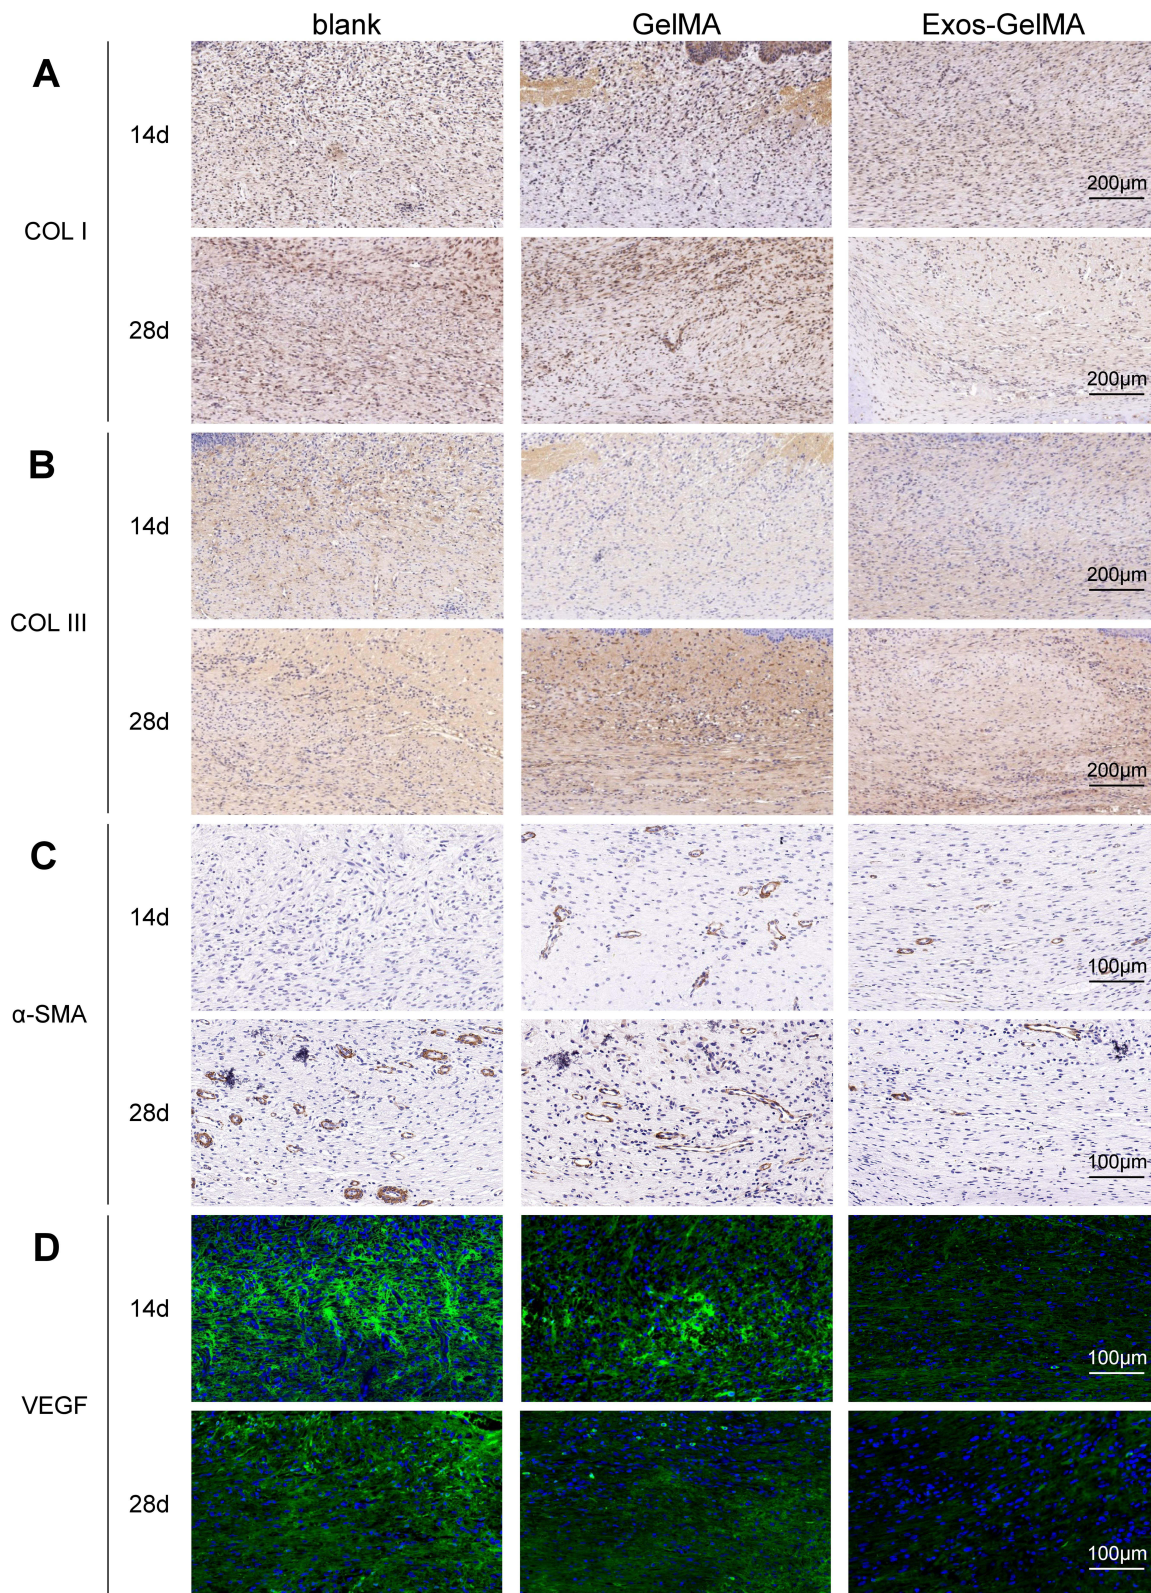 blank GelMA Exos-GelMA
A
14d
200µm
COL I
28d
200µm
B
14d
200µm
COL III
28d
200µm
C
14d
100µm
α-SMA
28d
100µm
D
14d
100µm
VEGF
28d
100µm